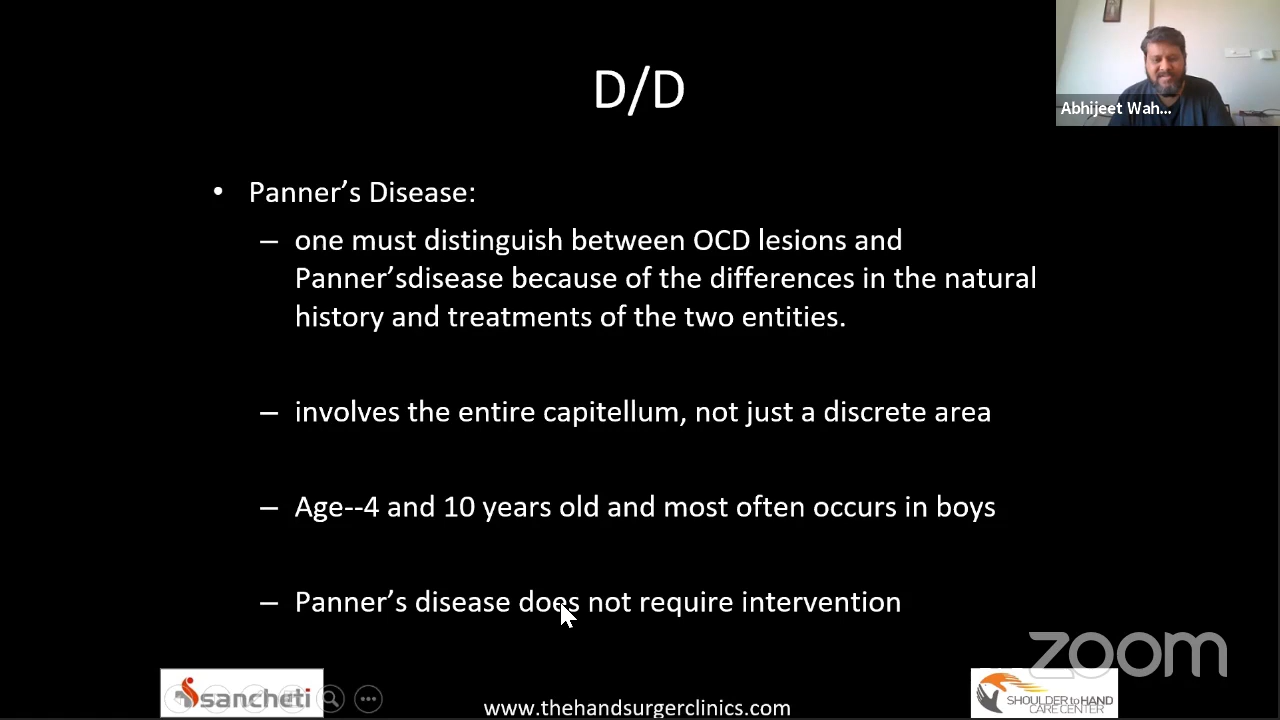 D/D
Abhijeet Wah...
• Panner's Disease:
– one must distinguish between OCD lesions and
Panner'sdisease because of the differences in the natural
history and treatments of the two entities.
– involves the entire capitellum, not just a discrete area
– Age--4 and 10 years old and most often occurs in boys
– Panner's disease does not require intervention
zoom
sancheti
www.thehandsurgerclinics.com
SHOULDER to HAND
CARE CENTER